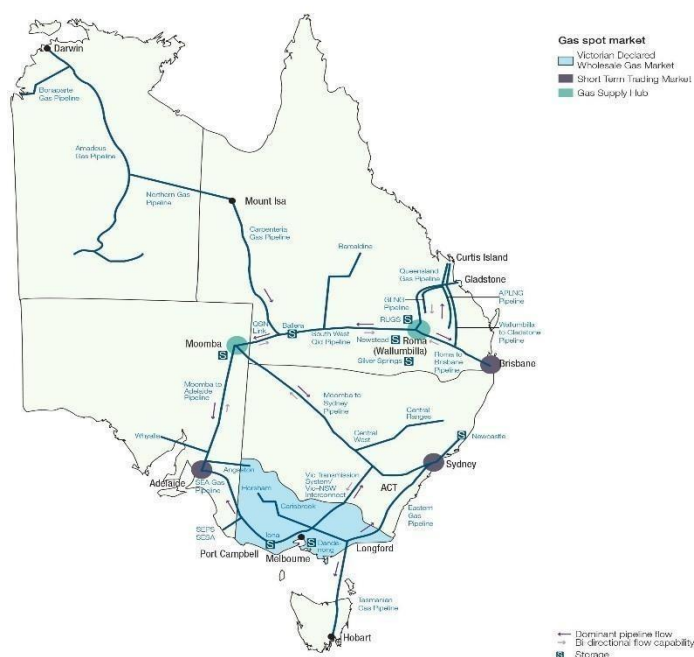 Gas spot market
Victorian Declared
Wholesale Gas Market
Short Term Trading Market
Gas Supply Hub
Darwin
Bonaparte
Gas Pipeline
Amadeus
Gas Pipeline
Northern Gas
Pipeline
Mount Isa
Carpentaria
Gas Pipeline
Barcaldine
Curtis Island
Queensland
Gas Pipeline
Gladstone
GLNG
Pipeline
APLNG
Pipeline
RUGS
S
Wallumbilla
to Gladstone
Pipeline
QSN
Link
Ballera
S
South West
Qld Pipeline
Newstead
S
Roma
(Wallumbilla)
Silver Springs
S
Roma to
Brisbane
Pipeline
Brisbane
Moomba
S
Moomba to
Adelaide
Pipeline
Moomba to
Sydney
Pipeline
Central
Ranges
Central
West
S
Newcastle
Whyalla
Angaston
Adelaide
SEA Gas
Pipeline
Horsham
Carisbrook
Vic Transmission
System/
Vic–NSW
Interconnect
ACT
Sydney
Eastern Gas
Pipeline
SEPS
SESA
Iona
S
Port Campbell
Melbourne
S
Dande-
nong
Longford
Tasmanian
Gas Pipeline
Hobart
Dominant pipeline flow
Bi-directional flow capability
S
Storage